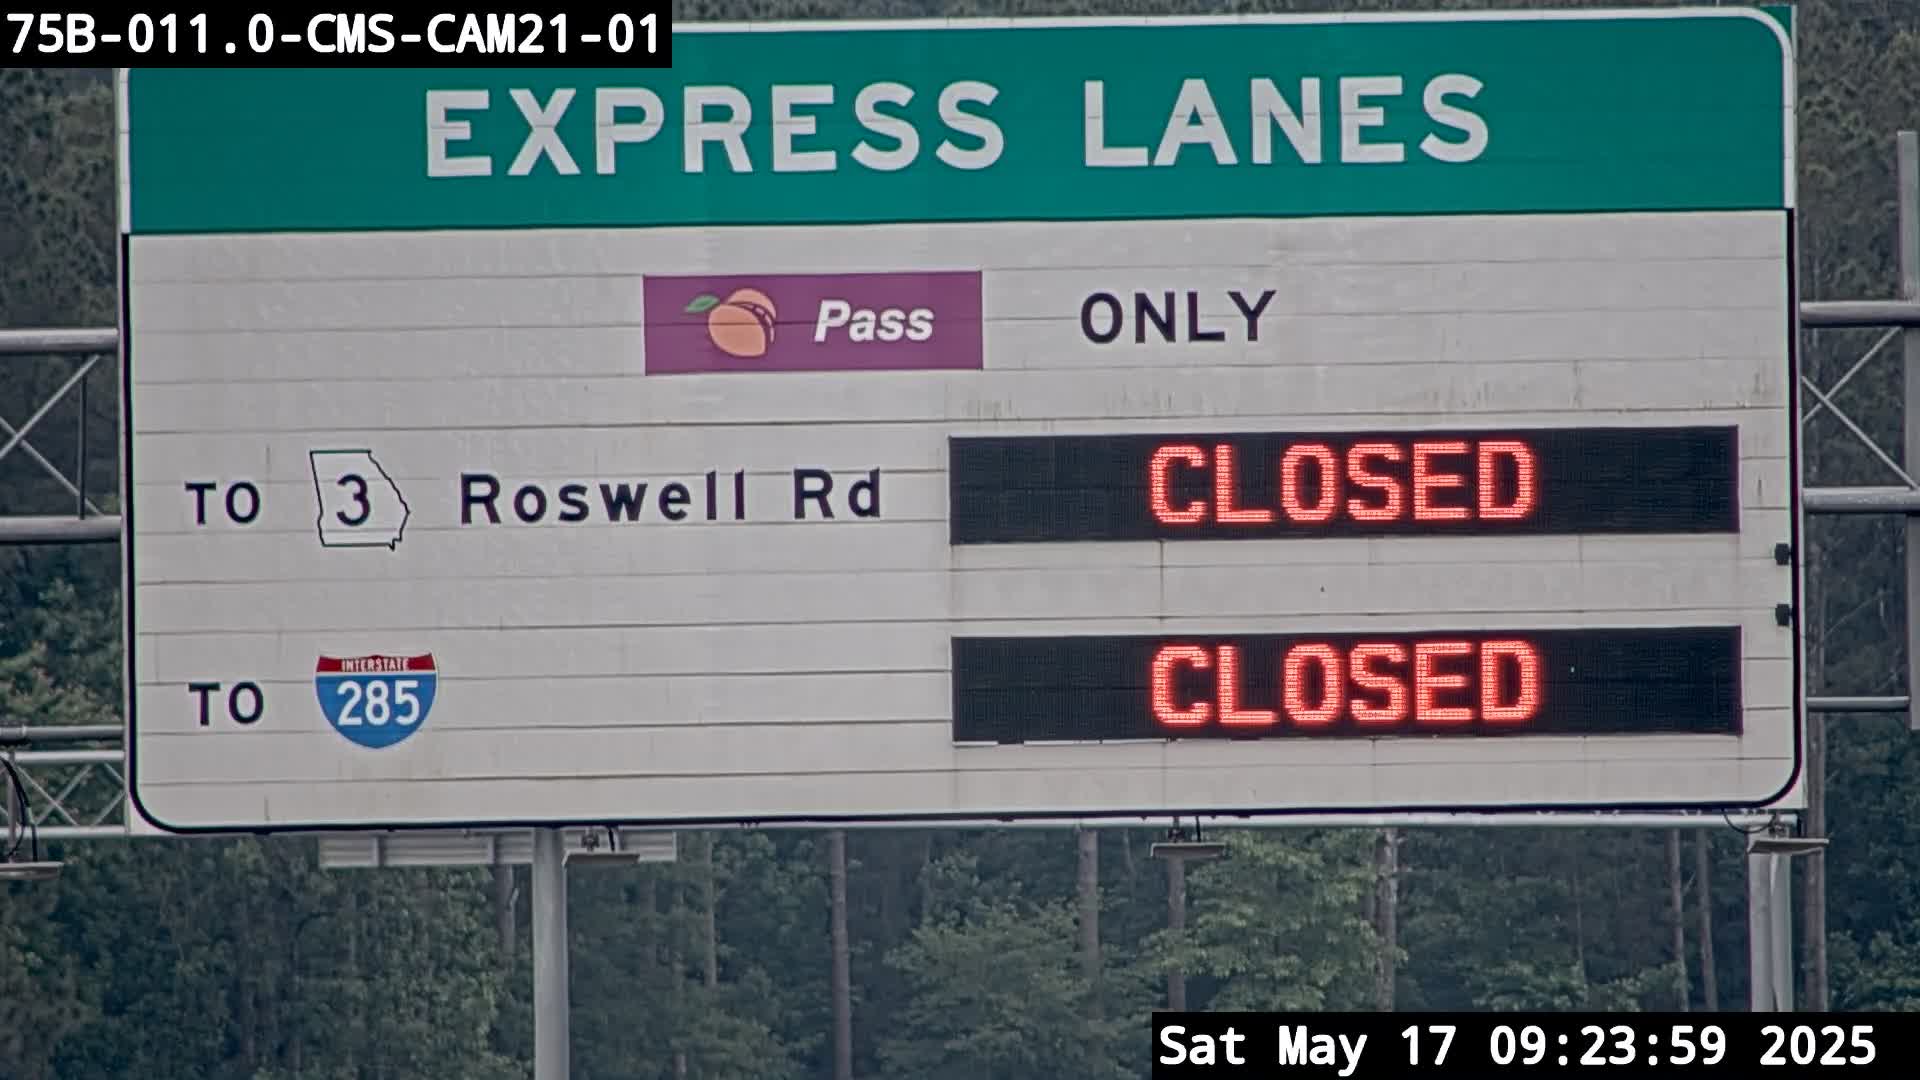 75B-011.0-CMS-CAM21-01
EXPRESS LANES
Pass ONLY
TO 3 Roswell Rd CLOSED
TO INTERSTATE 285 CLOSED
Sat May 17 09:23:59 2025